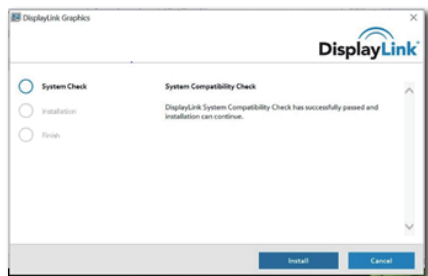 DisplayLink Graphics
DisplayLink
System Check
Installation
Finish
System Compatibility Check
DisplayLink System Compatibility Check has successfully passed and
installation can continue.
Install
Cancel